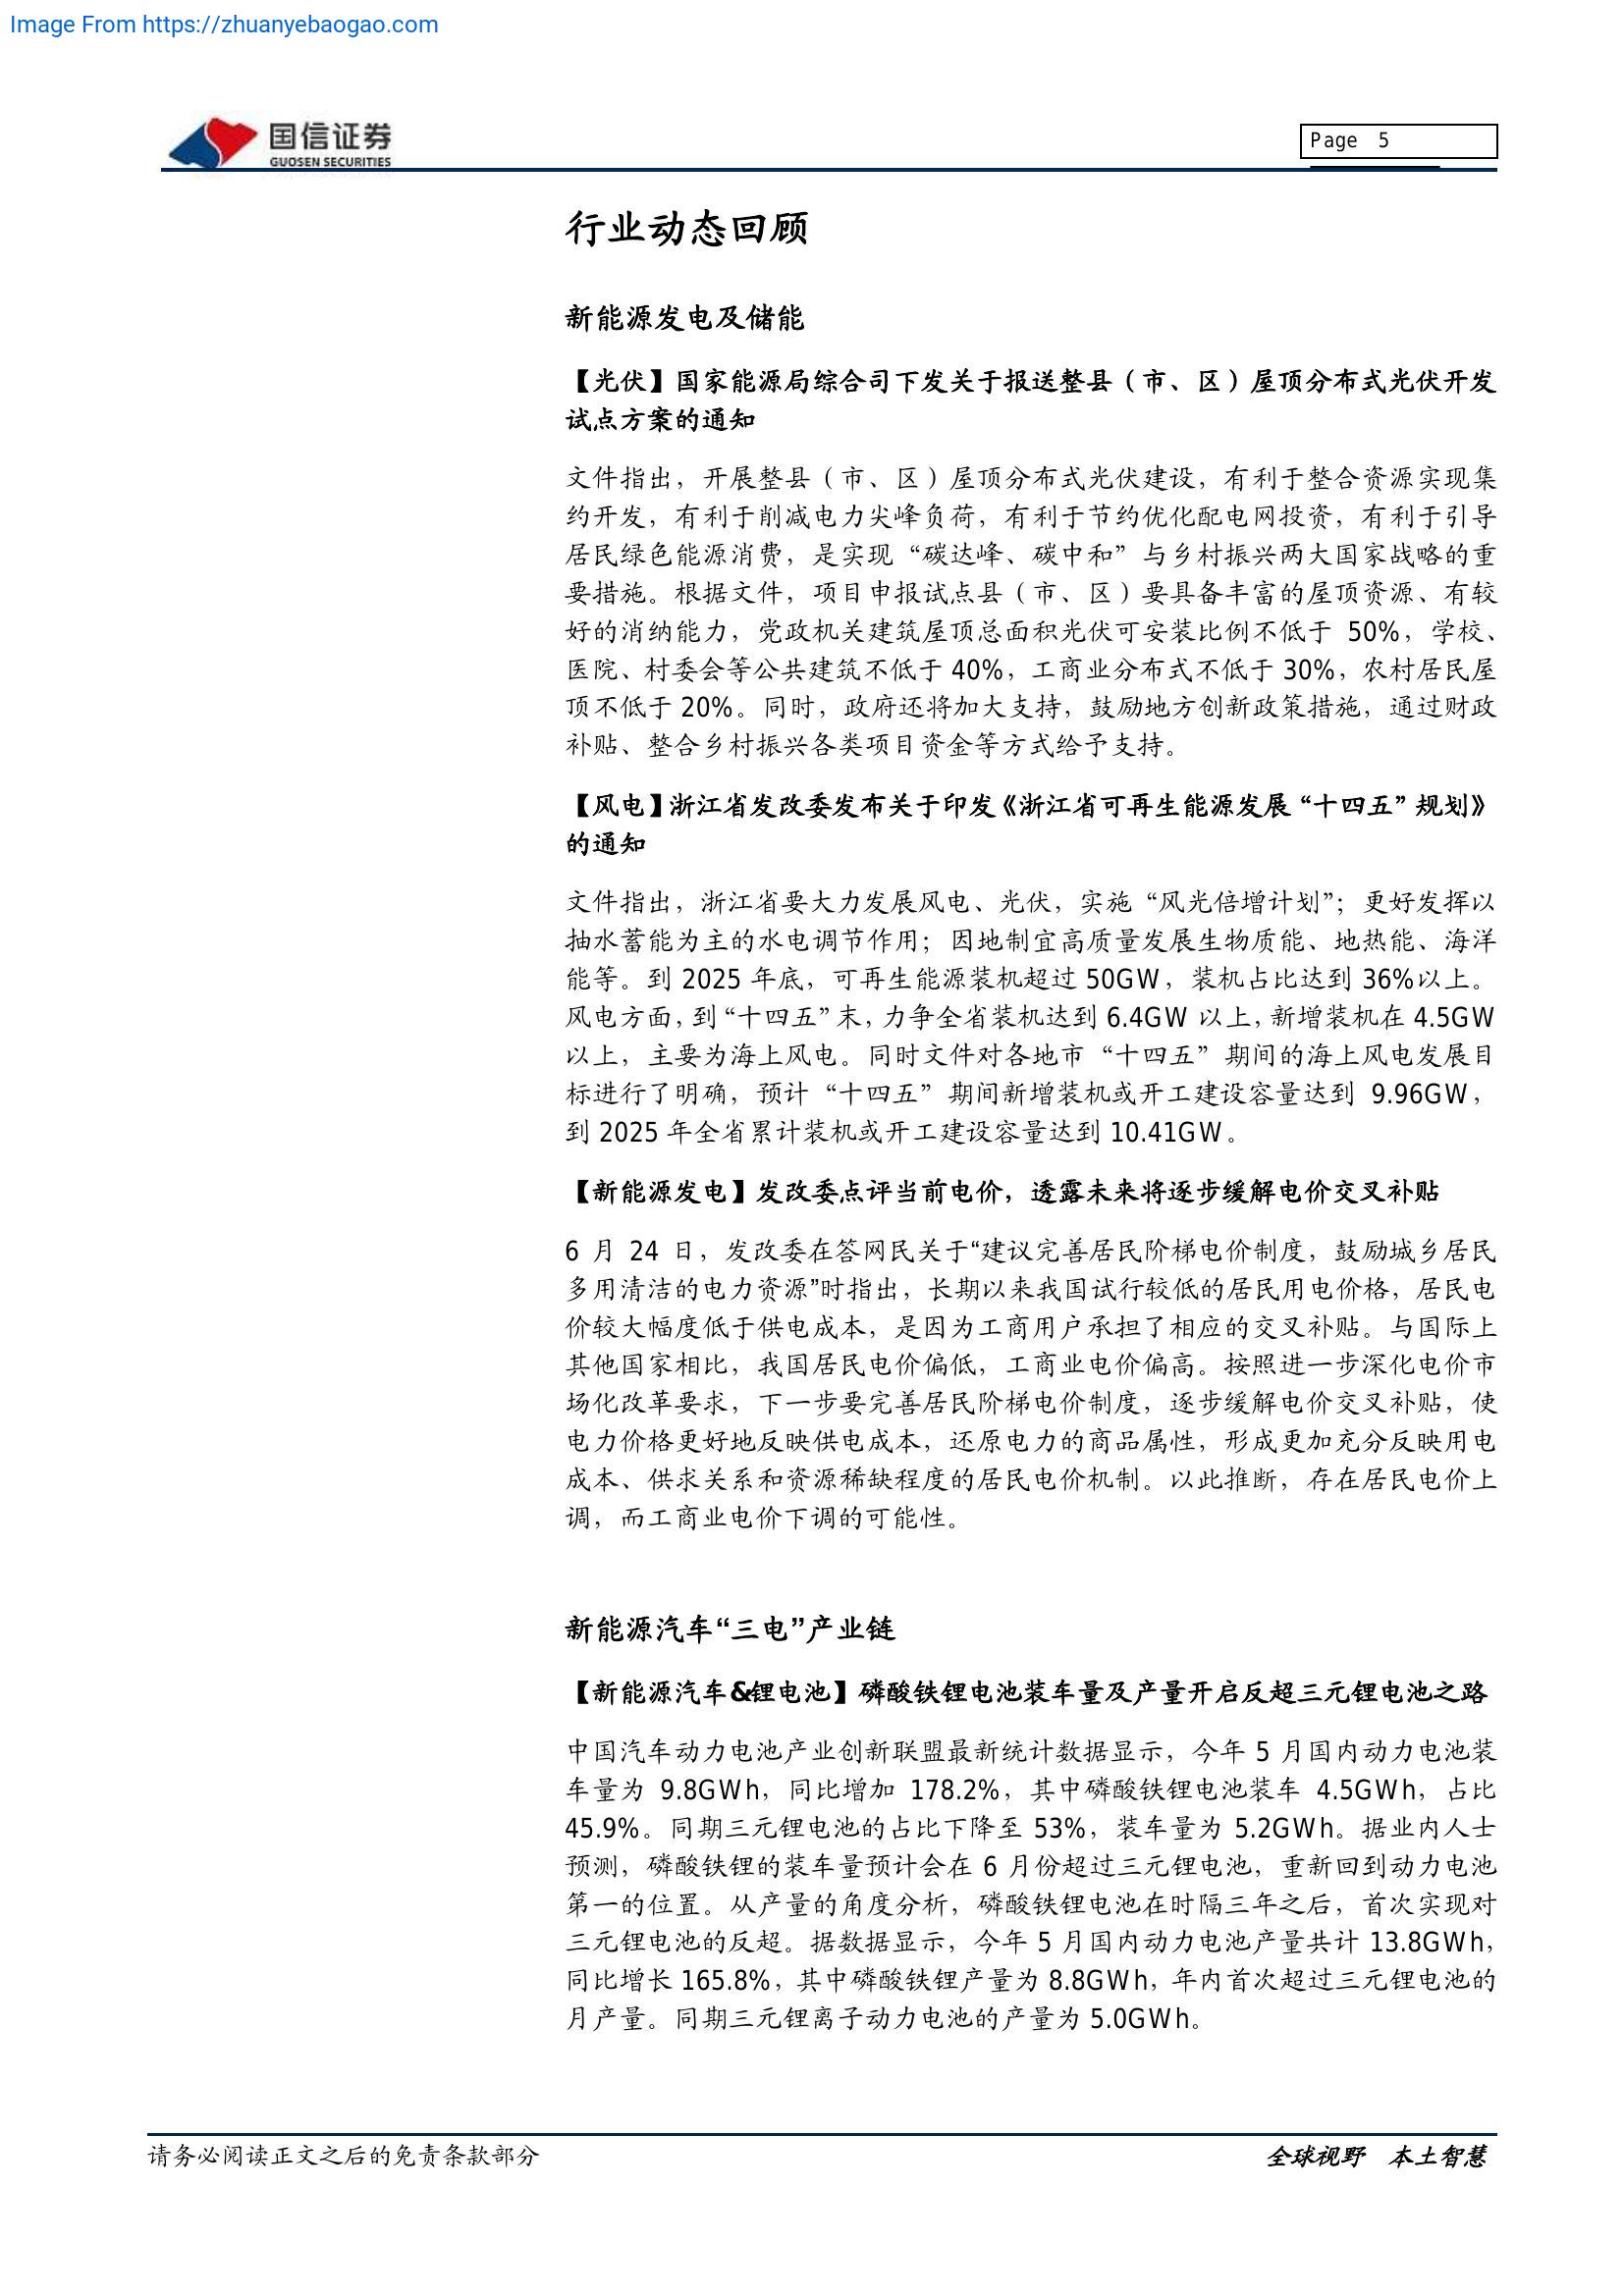 Image From https://zhuanyebaogao.com
国信证券
GUOSEN SECURITIES
Page 5
行业动态回顾
新能源发电及储能
【光伏】国家能源局综合司下发关于报送整县（市、区）屋顶分布式光伏开发
试点方案的通知
文件指出，开展整县（市、区）屋顶分布式光伏建设，有利于整合资源实现集
约开发，有利于削减电力尖峰负荷，有利于节约优化配电网投资，有利于引导
居民绿色能源消费，是实现“碳达峰、碳中和”与乡村振兴两大国家战略的重
要措施。根据文件，项目申报试点县（市、区）要具备丰富的屋顶资源、有较
好的消纳能力，党政机关建筑屋顶总面积光伏可安装比例不低于 50%，学校、
医院、村委会等公共建筑不低于 40%，工商业分布式不低于 30%，农村居民屋
顶不低于 20%。同时，政府还将加大支持，鼓励地方创新政策措施，通过财政
补贴、整合乡村振兴各类项目资金等方式给予支持。
【风电】浙江省发改委发布关于印发《浙江省可再生能源发展“十四五”规划》
的通知
文件指出，浙江省要大力发展风电、光伏，实施“风光倍增计划”；更好发挥以
抽水蓄能为主的水电调节作用；因地制宜高质量发展生物质能、地热能、海洋
能等。到 2025 年底，可再生能源装机超过 50GW，装机占比达到 36%以上。
风电方面，到“十四五”末，力争全省装机达到 6.4GW 以上，新增装机在 4.5GW
以上，主要为海上风电。同时文件对各地市“十四五”期间的海上风电发展目
标进行了明确，预计“十四五”期间新增装机或开工建设容量达到 9.96GW，
到 2025 年全省累计装机或开工建设容量达到 10.41GW。
【新能源发电】发改委点评当前电价，透露未来将逐步缓解电价交叉补贴
6 月 24 日，发改委在答网民关于“建议完善居民阶梯电价制度，鼓励城乡居民
多用清洁的电力资源”时指出，长期以来我国试行较低的居民用电价格，居民电
价较大幅度低于供电成本，是因为工商用户承担了相应的交叉补贴。与国际上
其他国家相比，我国居民电价偏低，工商业电价偏高。按照进一步深化电价市
场化改革要求，下一步要完善居民阶梯电价制度，逐步缓解电价交叉补贴，使
电力价格更好地反映供电成本，还原电力的商品属性，形成更加充分反映用电
成本、供求关系和资源稀缺程度的居民电价机制。以此推断，存在居民电价上
调，而工商业电价下调的可能性。
新能源汽车“三电”产业链
【新能源汽车&锂电池】磷酸铁锂电池装车量及产量开启反超三元锂电池之路
中国汽车动力电池产业创新联盟最新统计数据显示，今年 5 月国内动力电池装
车量为 9.8GWh，同比增加 178.2%，其中磷酸铁锂电池装车 4.5GWh，占比
45.9%。同期三元锂电池的占比下降至 53%，装车量为 5.2GWh。据业内人士
预测，磷酸铁锂的装车量预计会在 6 月份超过三元锂电池，重新回到动力电池
第一的位置。从产量的角度分析，磷酸铁锂电池在时隔三年之后，首次实现对
三元锂电池的反超。据数据显示，今年 5 月国内动力电池产量共计 13.8GWh，
同比增长 165.8%，其中磷酸铁锂产量为 8.8GWh，年内首次超过三元锂电池的
月产量。同期三元锂离子动力电池的产量为 5.0GWh。
请务必阅读正文之后的免责条款部分
全球视野 本土智慧